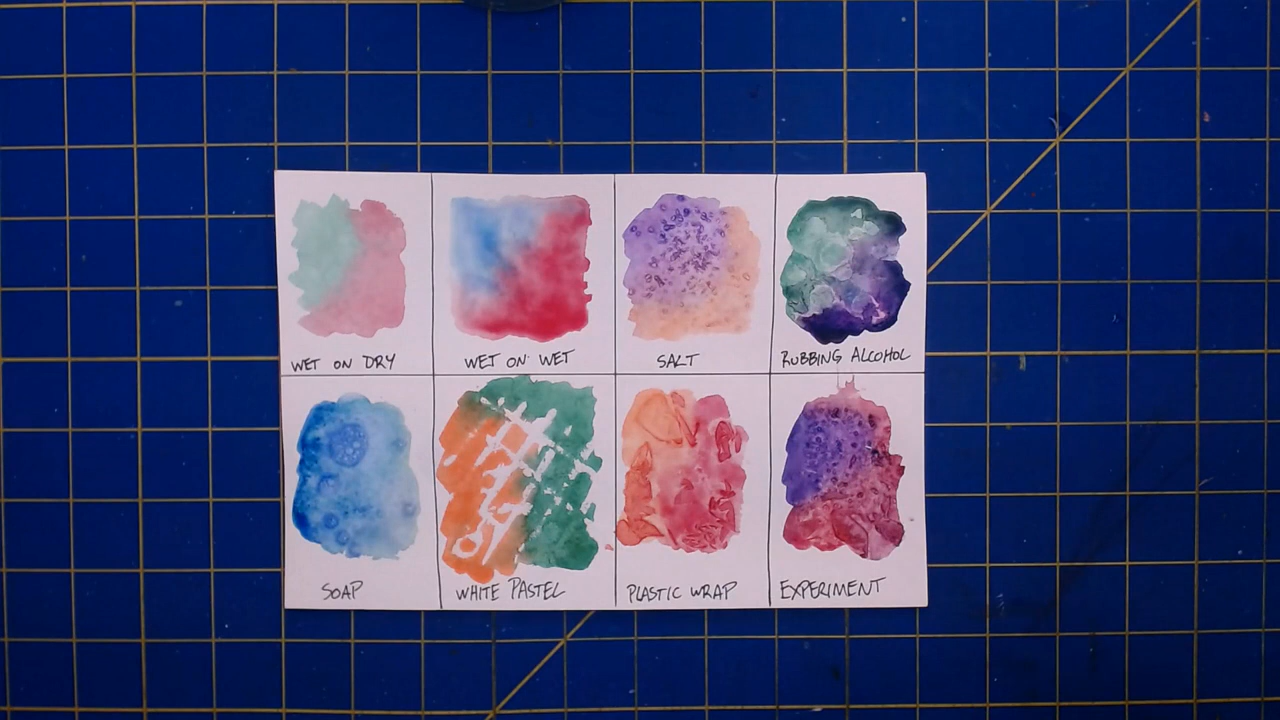 WET ON DRY
WET ON WET
SALT
RUBBING ALCOHOL
SOAP
WHITE PASTEL
PLASTIC WRAP
EXPERIMENT